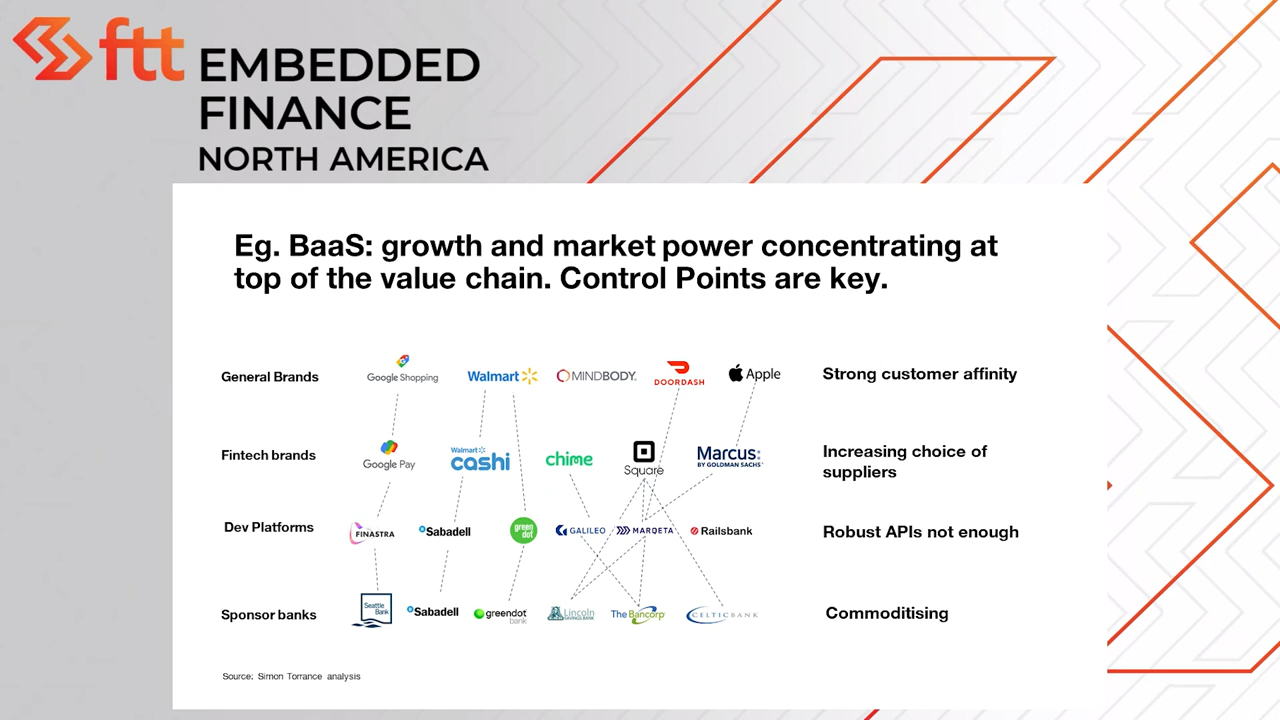 ftt EMBEDDED
FINANCE
NORTH AMERICA
Eg. BaaS: growth and market power concentrating at
top of the value chain. Control Points are key.
General Brands
Google Shopping
Walmart
MINDBODY.
DOORDASH
Apple
Strong customer affinity
Fintech brands
Google Pay
Walmart
cashi
chime
Square
Marcus:
BY GOLDMAN SACHS
Increasing choice of
suppliers
Dev Platforms
FINASTRA
Sabadell
green
dot
GALILEO
MARQETA
Railsbank
Robust APIs not enough
Sponsor banks
Seattle
Bank
Sabadell
greendot
bank
Lincoln
SAVINGS BANK
The Bancorp
CELTIC BANK
Commoditising
Source: Simon Torrance analysis